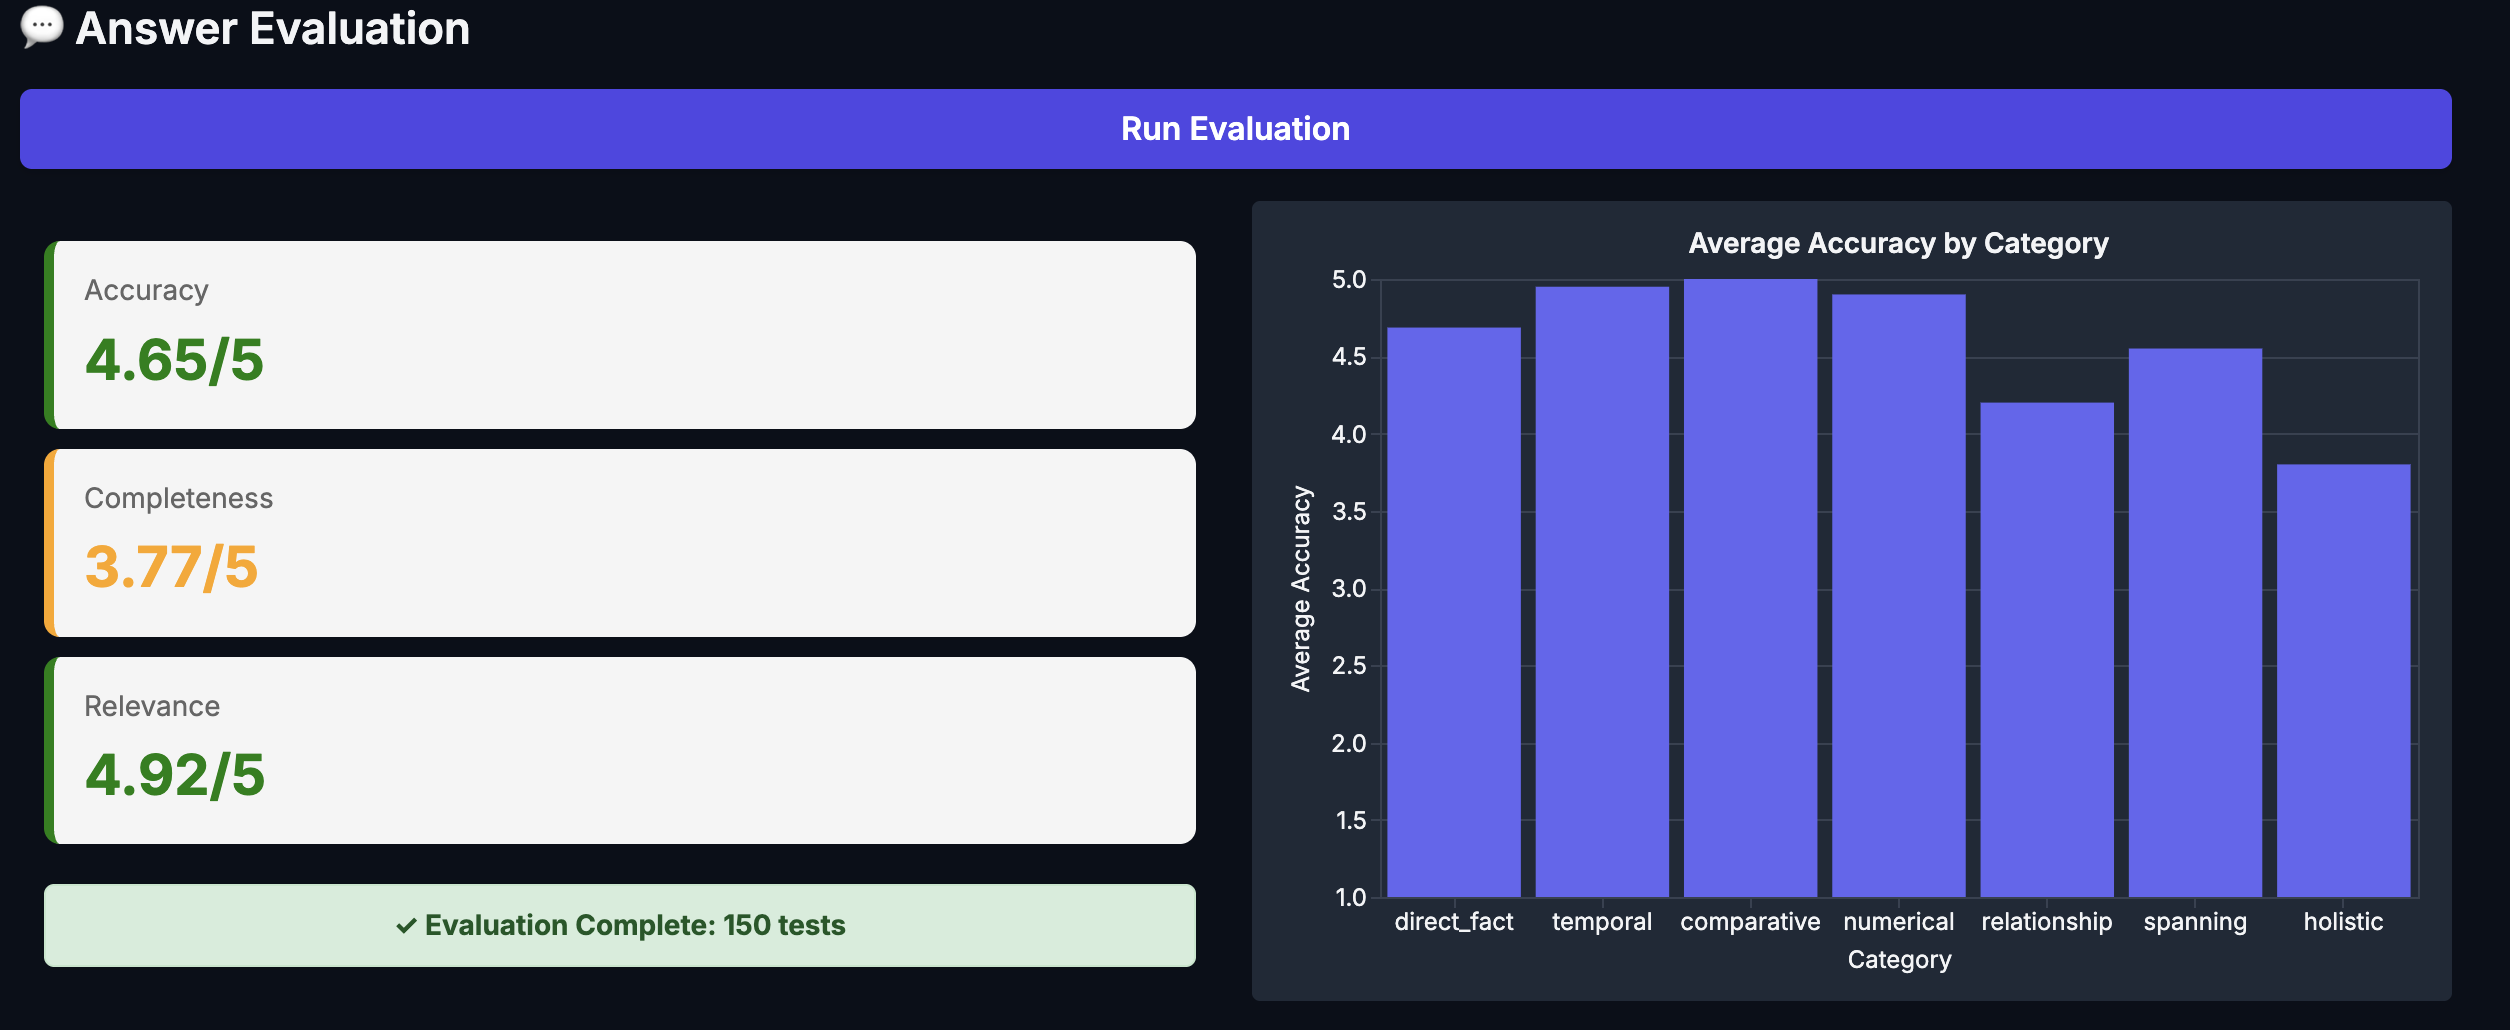 💬 Answer Evaluation
Run Evaluation
Accuracy
4.65/5
Completeness
3.77/5
Relevance
4.92/5
✓ Evaluation Complete: 150 tests
Average Accuracy by Category
Average Accuracy
5.0
4.5
4.0
3.5
3.0
2.5
2.0
1.5
1.0
direct_fact temporal comparative numerical relationship spanning holistic
Category